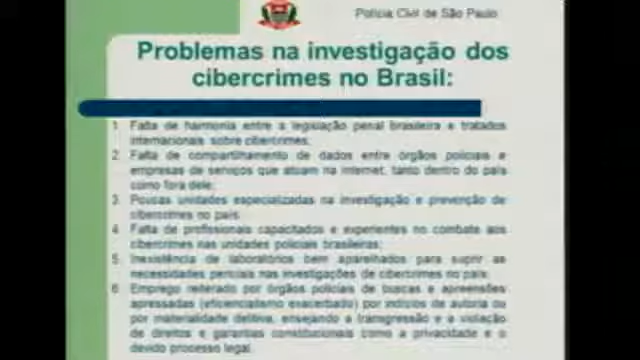 Polícia Civil de São Paulo
Problemas na investigação dos
cibercrimes no Brasil:
1. Falta de harmonia entre a legislação penal brasileira e tratados
internacionais sobre cibercrimes;
2. Falta de compartilhamento de dados entre órgãos policiais e
empresas de serviços que atuam na internet, tanto dentro do país
como fora dele;
3. Poucas unidades especializadas na investigação e prevenção de
cibercrimes no país.
4. Falta de profissionais capacitados e experientes no combate aos
cibercrimes nas unidades policiais brasileiras;
5. Inexistência de laboratórios bem aparelhados para suprir as
necessidades periciais nas investigações de cibercrimes no país.
6. Emprego reiterado por órgãos policiais de buscas e apreensões
apressadas (eficientialismo exacerbado) por indícios de autoria ou
por materialidade delitiva, ensejando a transgressão e a violação
de direitos e garantias constitucionais como a privacidade e o
devido processo legal.